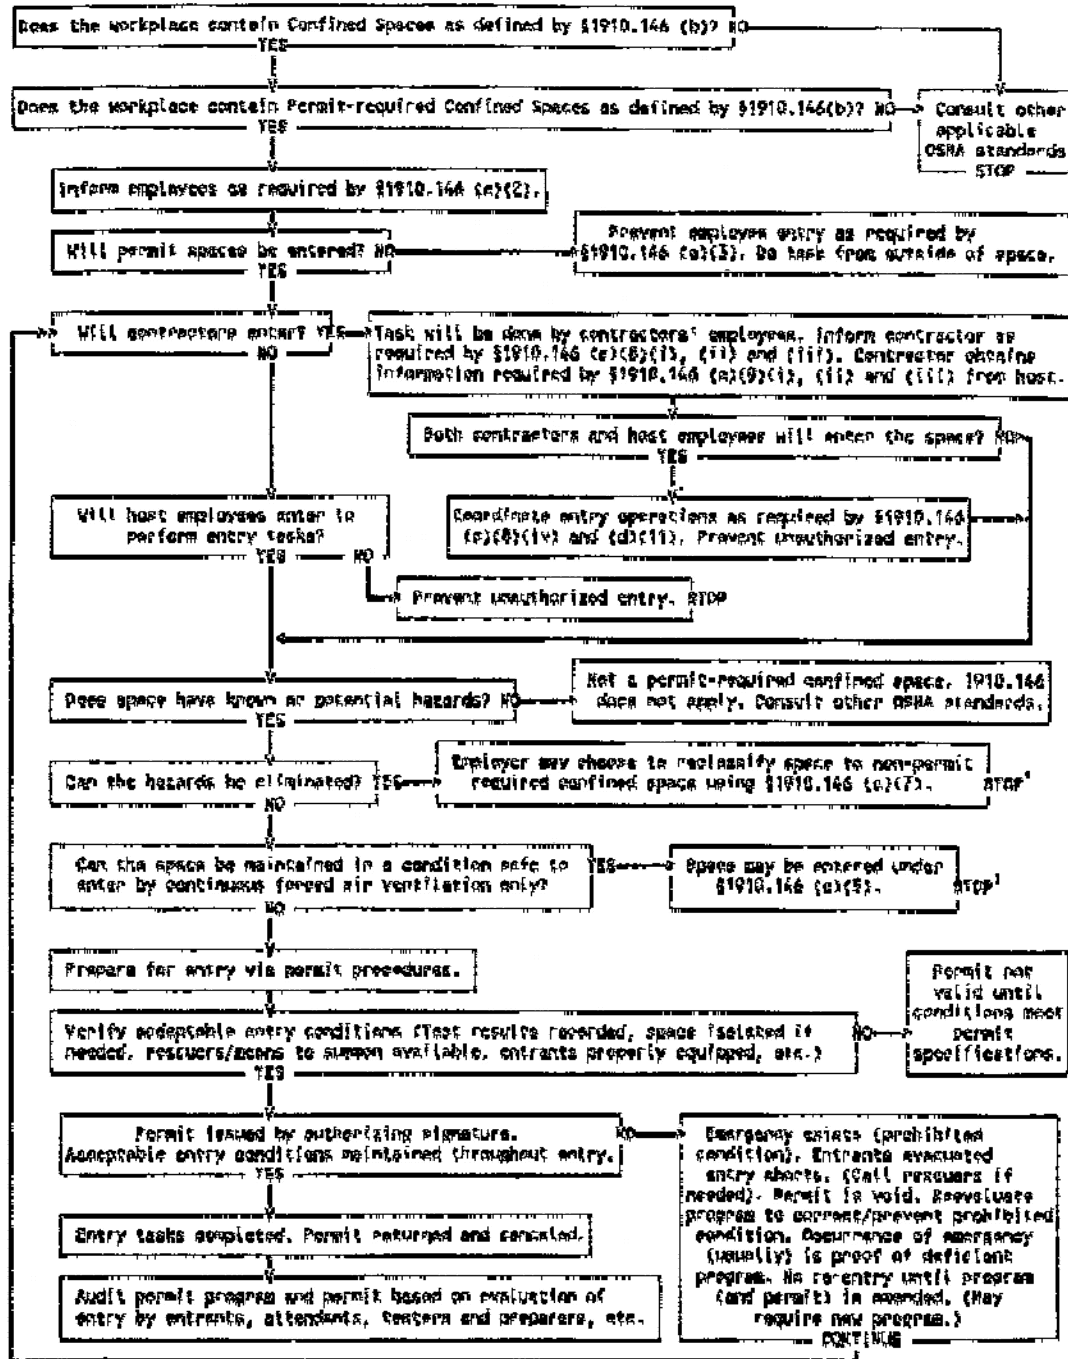 Does the workplace contain Confined Spaces as defined by §1910.146 (b)? NO
YES
Does the workplace contain Permit-required Confined Spaces as defined by §1910.146(b)? NO
YES
Consult other
applicable
OSHA standards
STOP
Inform employees as required by §1910.146 (c)(2).
Will permit spaces be entered? NO
YES
Prevent employee entry as required by
§1910.146 (c)(3). Do task from outside of space.
Will contractors enter? YES
NO
Task will be done by contractors' employees. Inform contractor as
required by §1910.146 (c)(8)(i), (ii) and (iii). Contractor obtains
information required by §1910.146 (c)(9)(i), (ii) and (iii) from host.
Both contractors and host employees will enter the space? NO
YES
Will host employees enter to
perform entry tasks?
YES NO
Coordinate entry operations as required by §1910.146
(c)(8)(iv) and (d)(11). Prevent unauthorized entry.
Prevent unauthorized entry. STOP
Does space have known or potential hazards? NO
YES
Not a permit-required confined space. 1910.146
does not apply. Consult other OSHA standards.
Can the hazards be eliminated? YES
NO
Employer may choose to reclassify space to non-permit
required confined space using §1910.146 (c)(7). STOP¹
Can the space be maintained in a condition safe to
enter by continuous forced air ventilation only?
YES
NO
Space may be entered under
§1910.146 (c)(5). STOP¹
Prepare for entry via permit procedures.
Verify acceptable entry conditions (Test results recorded, space isolated if
needed, rescuers/means to summon available, entrants properly equipped, etc.)
NO
YES
Permit not
valid until
conditions meet
permit
specifications.
Permit issued by authorizing signature.
Acceptable entry conditions maintained throughout entry.
NO
YES
Emergency exists (prohibited
condition). Entrants evacuated
entry aborts. (Call rescuers if
needed). Permit is void. Reevaluate
program to correct/prevent prohibited
condition. Occurrence of emergency
(usually) is proof of deficient
program. No re-entry until program
(and permit) is amended. (May
require new program.)
CONTINUE
Entry tasks completed. Permit returned and canceled.
Audit permit program and permit based on evaluation of
entry by entrants, attendants, testers and preparers, etc.